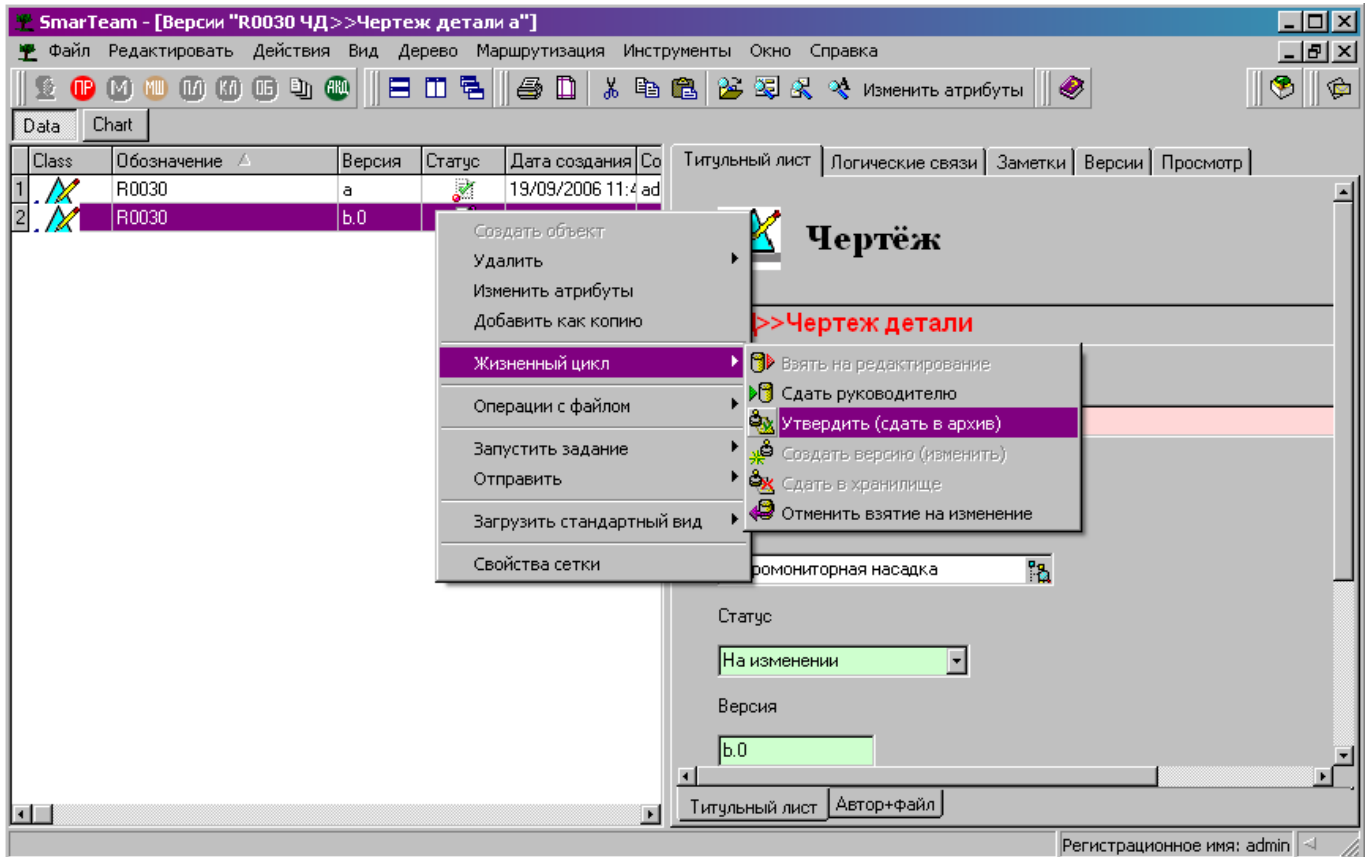 SmarTeam - [Версии "R0030 ЧД>>Чертеж детали a"]
Файл Редактировать Действия Вид Дерево Маршрутизация Инструменты Окно Справка
ПР М МШ ПЛ КЛ ОБ Изменить атрибуты
Data Chart
Class Обозначение Версия Статус Дата создания Со
1 R0030 a 19/09/2006 11:4 ad
2 R0030 b.0
Создать объект
Удалить
Изменить атрибуты
Добавить как копию
Жизненный цикл
Операции с файлом
Запустить задание
Отправить
Загрузить стандартный вид
Свойства сетки
Взять на редактирование
Сдать руководителю
Утвердить (сдать в архив)
Создать версию (изменить)
Сдать в хранилище
Отменить взятие на изменение
Титульный лист Логические связи Заметки Версии Просмотр
Чертёж
>>Чертеж детали
ромониторная насадка
Статус
На изменении
Версия
b.0
Титульный лист Автор+файл
Регистрационное имя: admin